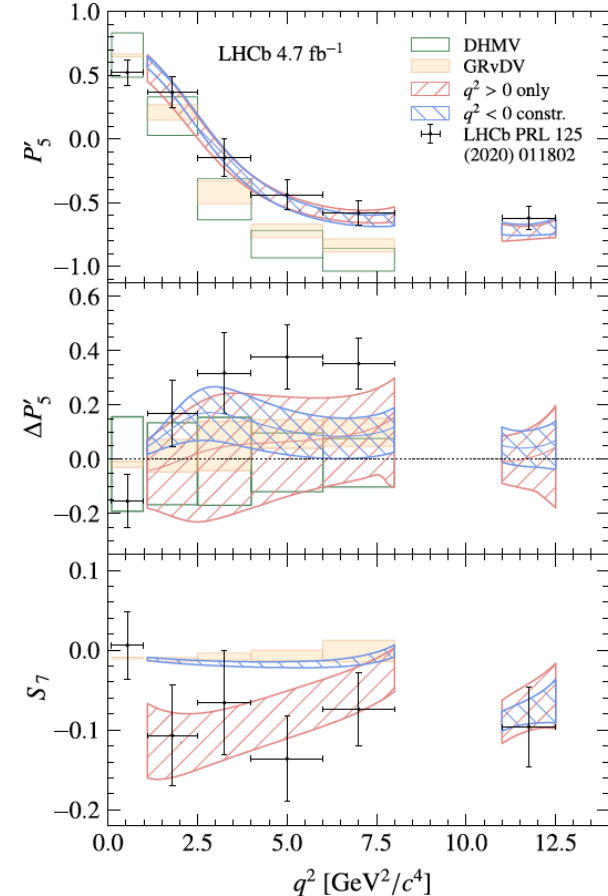 LHCb 4.7 fb⁻¹
DHMV
GRvDV
q² > 0 only
q² < 0 constr.
LHCb PRL 125
(2020) 011802
P′₅
1.0
0.5
0.0
−0.5
−1.0
ΔP′₅
0.6
0.4
0.2
0.0
−0.2
S₇
0.1
0.0
−0.1
−0.2
0.0 2.5 5.0 7.5 10.0 12.5
q² [GeV²/c⁴]